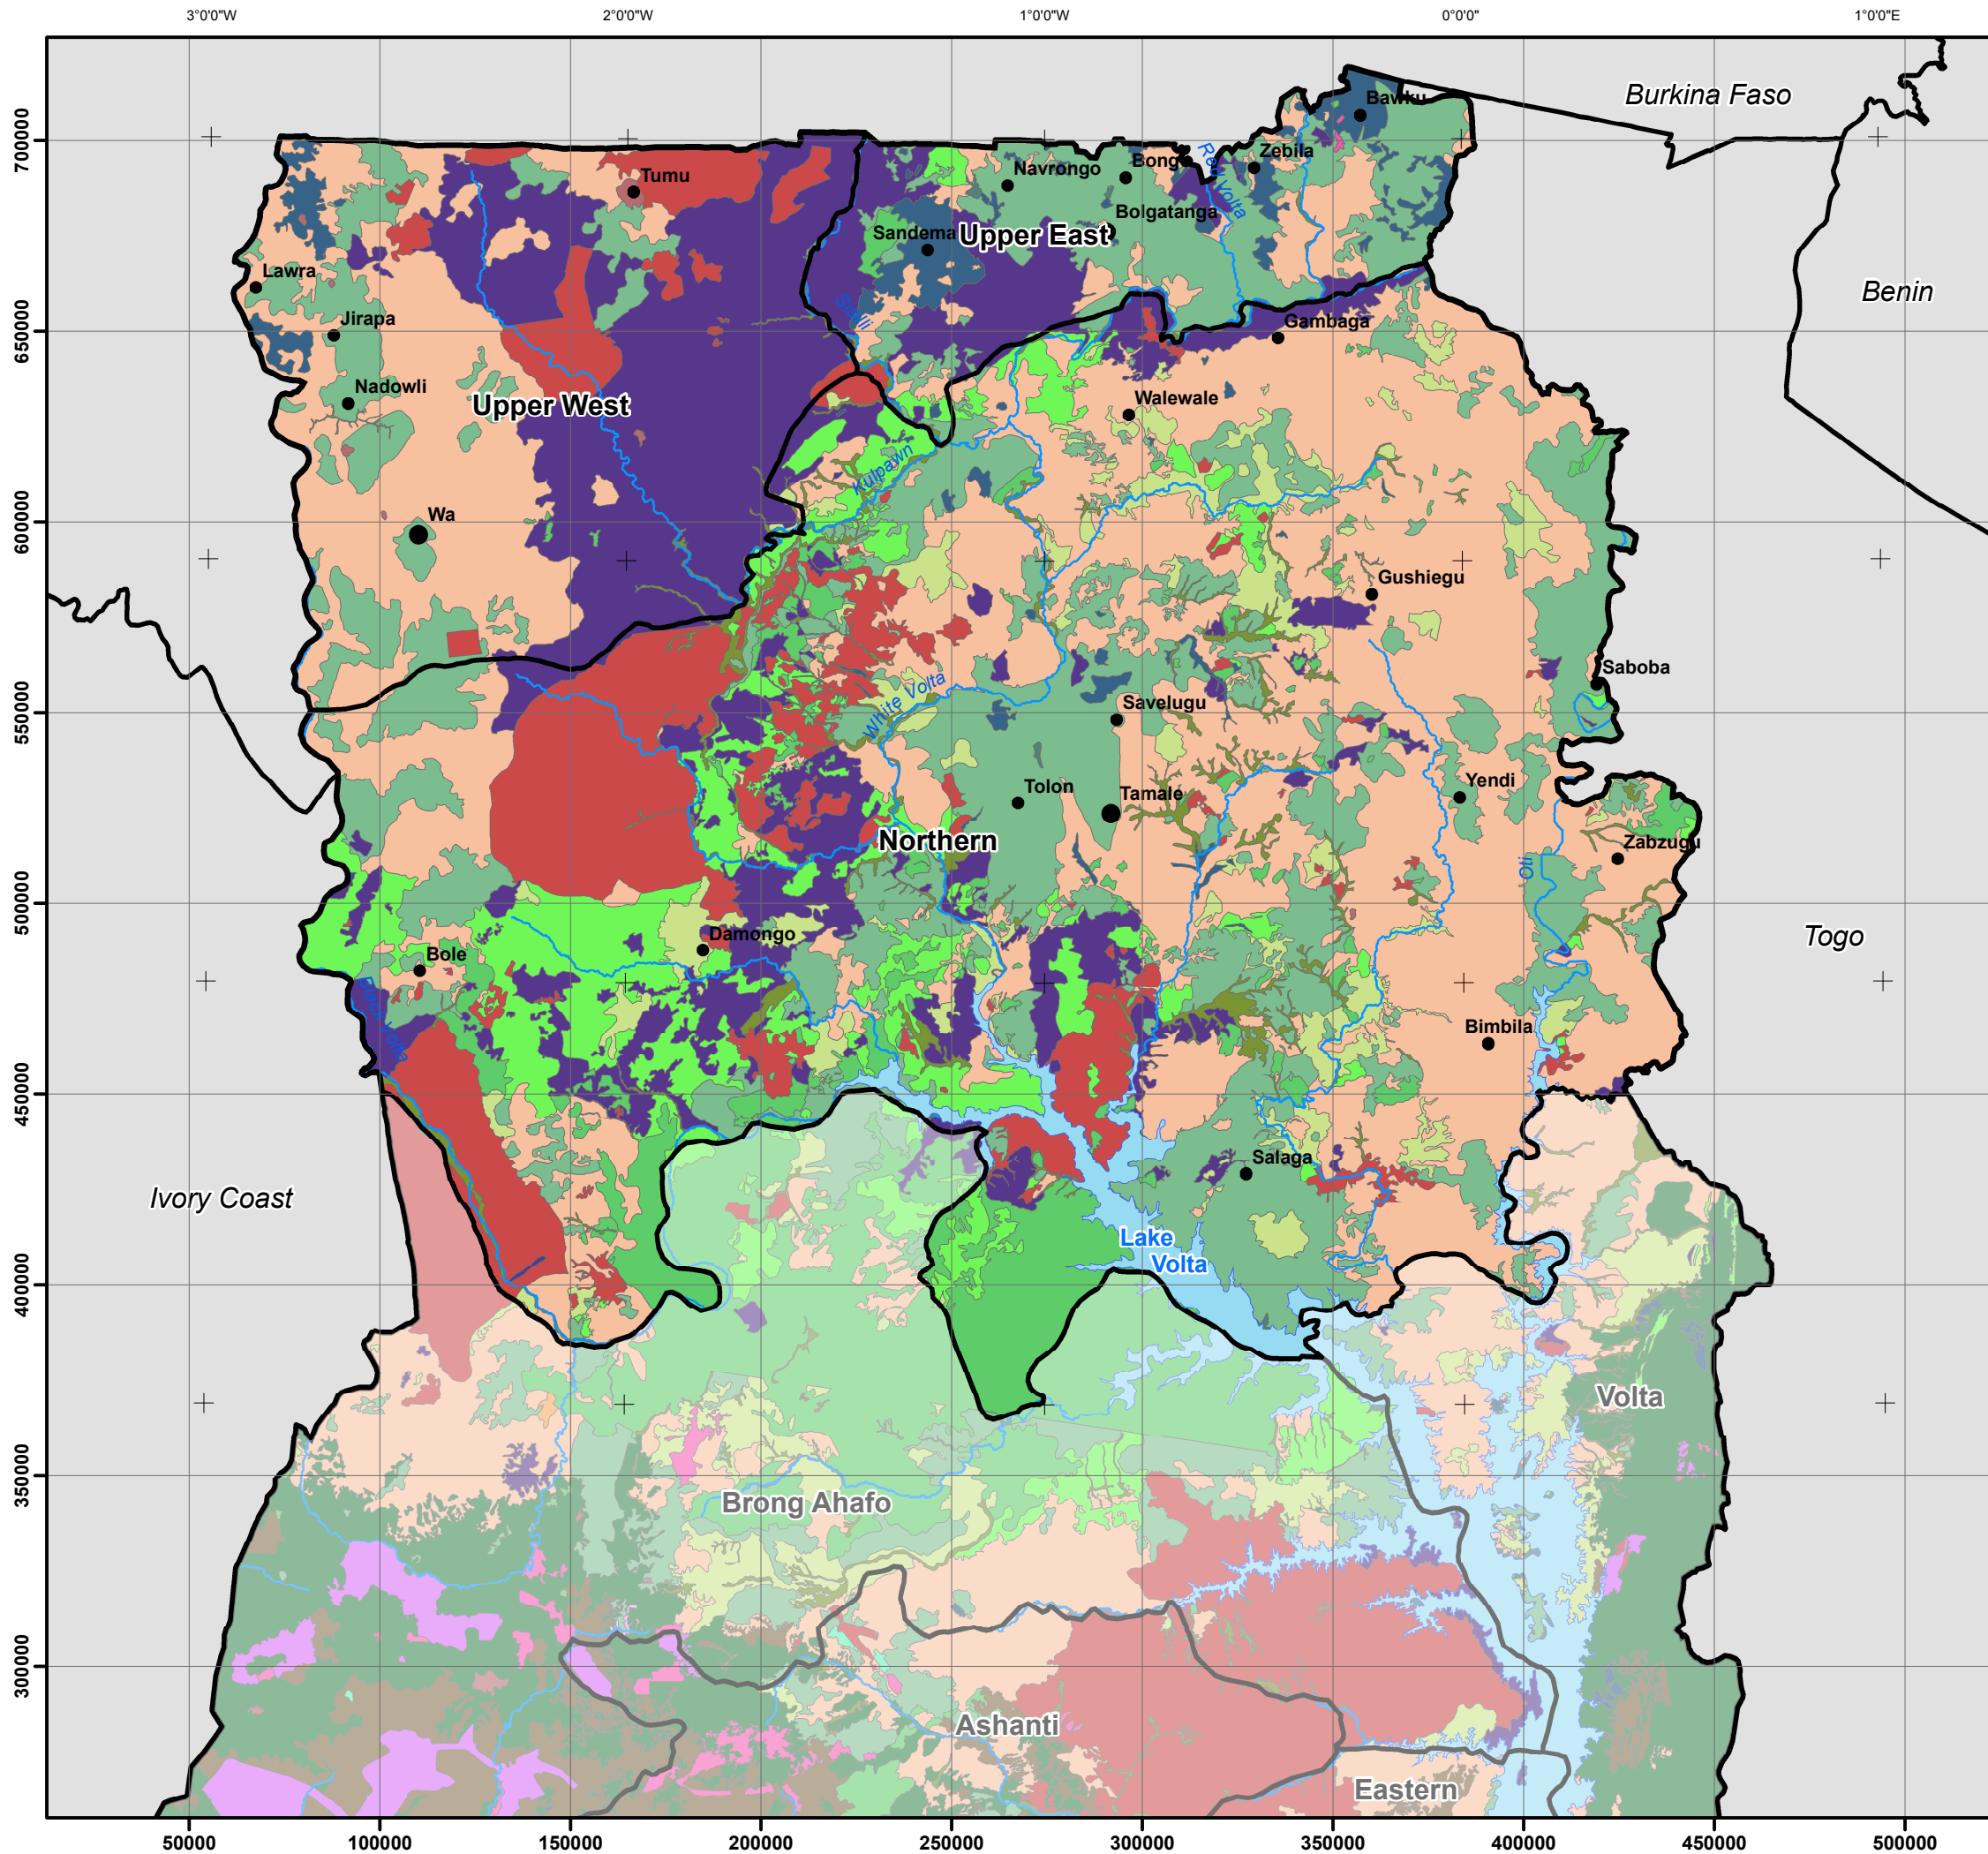 3°0'0"W
2°0'0"W
1°0'0"W
0°0'0"
1°0'0"E
Burkina Faso
Bawku
700000
Navrongo
Bong
Zebila
Tumu
Red Volta
Bolgatanga
Sandema
Upper East
Lawra
Benin
Jirapa
Sissili
Gambaga
650000
Nadowli
Upper West
Walewale
Kulpawn
Wa
600000
Gushiegu
Saboba
White Volta
Savelugu
550000
Tolon
Tamale
Yendi
Northern
Zabzugu
Oti
500000
Damongo
Togo
Bole
Black Volta
Bimbila
450000
Salaga
Ivory Coast
Lake
Volta
400000
Volta
350000
Brong Ahafo
300000
Ashanti
Eastern
50000
100000
150000
200000
250000
300000
350000
400000
450000
500000